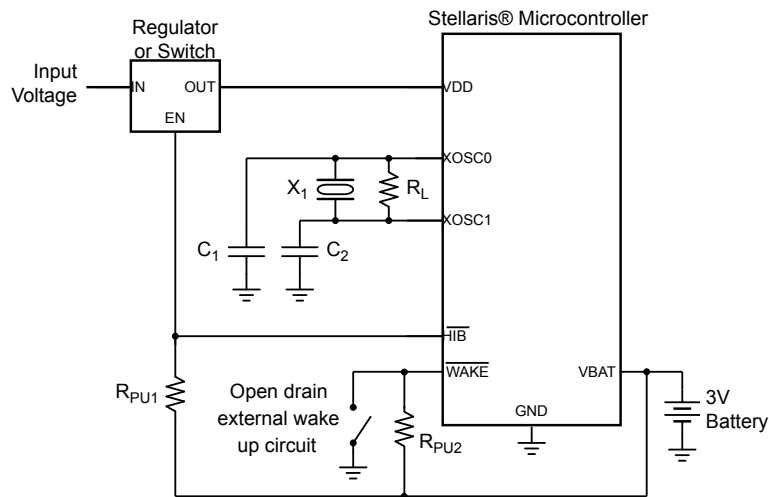 Stellaris® Microcontroller
Regulator
or Switch
Input
Voltage
IN
OUT
EN
VDD
XOSC0
X1
RL
XOSC1
C1
C2
HIB
WAKE
VBAT
RPU1
Open drain
external wake
up circuit
RPU2
GND
3V
Battery